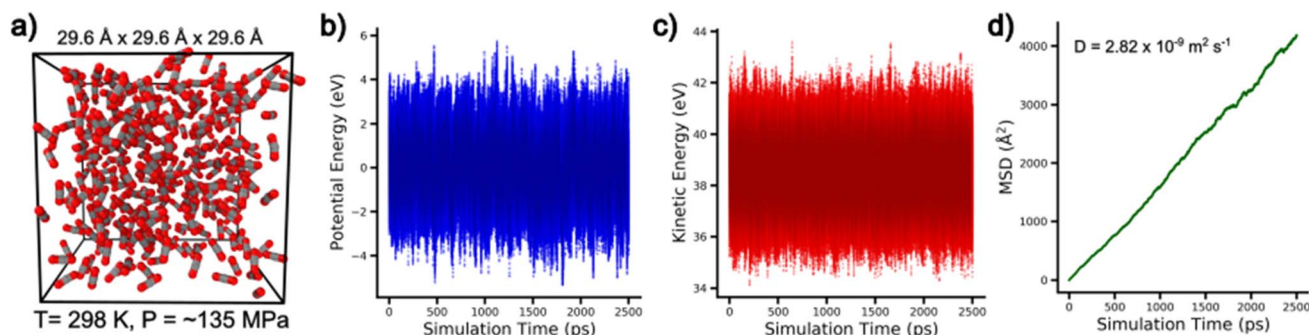 a)
29.6 Å x 29.6 Å x 29.6 Å
T= 298 K, P = ~135 MPa
b)
Potential Energy (eV)
6
4
2
0
−2
−4
0 500 1000 1500 2000 2500
Simulation Time (ps)
c)
Kinetic Energy (eV)
44
42
40
38
36
34
0 500 1000 1500 2000 2500
Simulation Time (ps)
d)
D = 2.82 x 10⁻⁹ m² s⁻¹
MSD (Å²)
4000
3000
2000
1000
0
0 500 1000 1500 2000 2500
Simulation Time (ps)